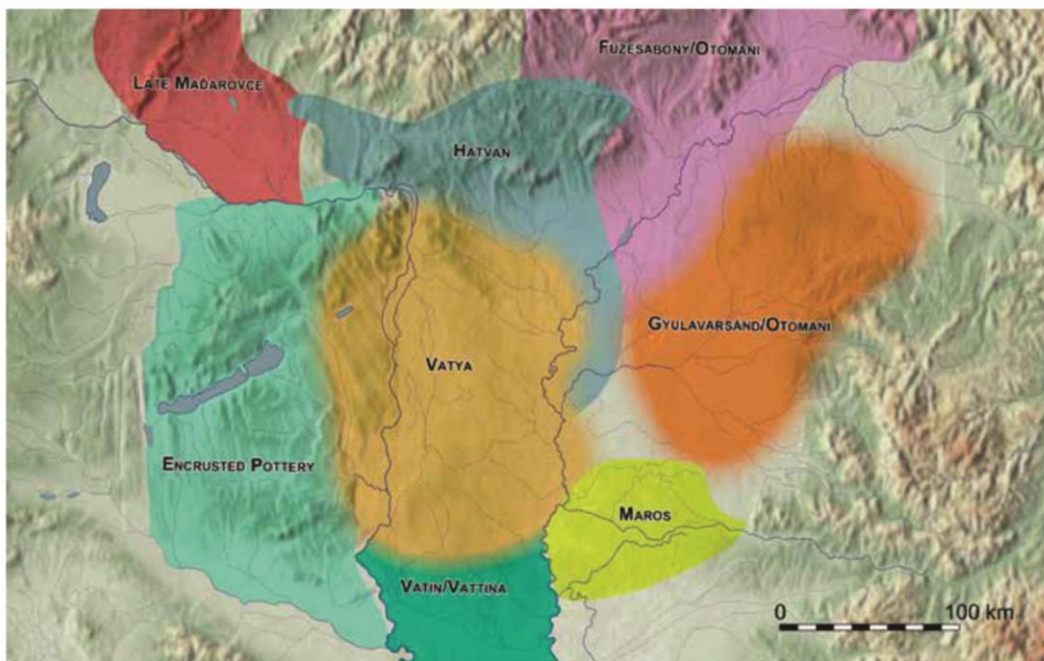 FÜZESABONY/OTOMANI
LATE MAĎAROVCE
HATVAN
GYULAVARSÁND/OTOMANI
VATYA
ENCRUSTED POTTERY
MAROS
VATIN/VATTINA
0 100 km